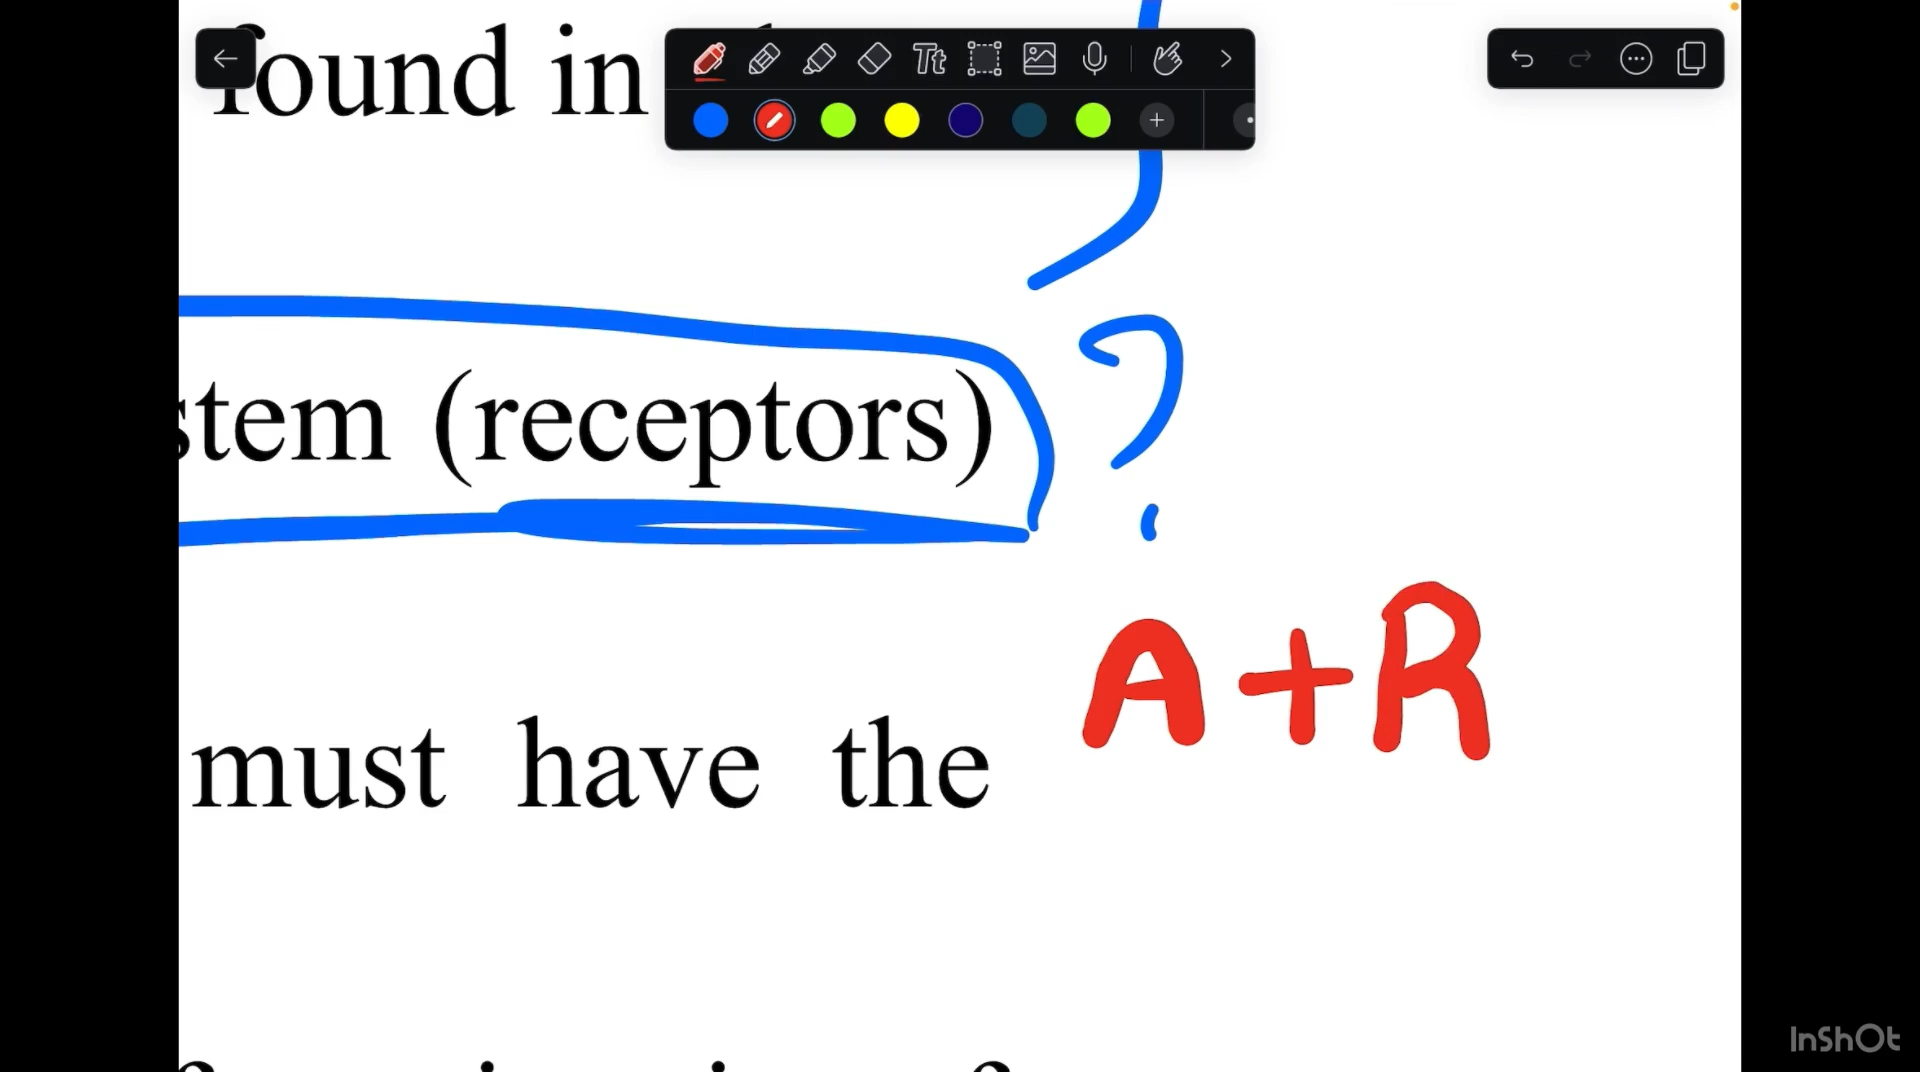 found in
stem (receptors) ?
A+R
must have the
InShOt